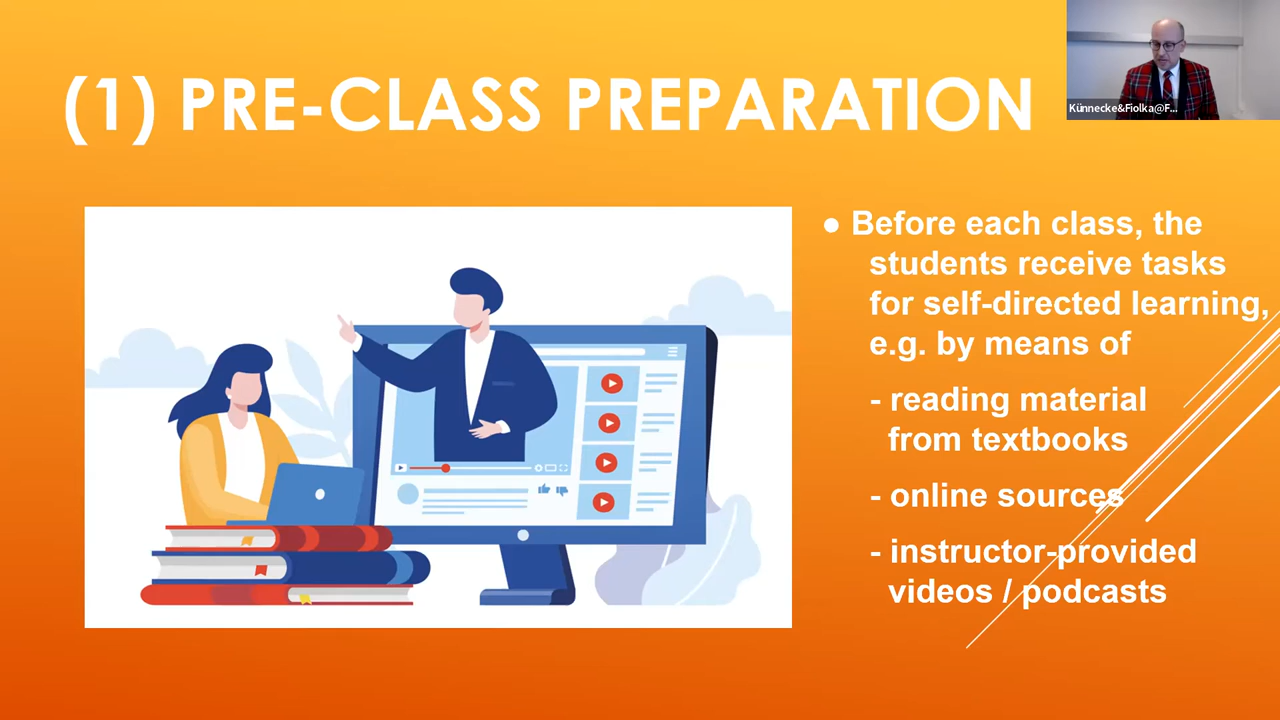 (1) PRE-CLASS PREPARATION
Künnecke&Fiolka@F...
● Before each class, the
students receive tasks
for self-directed learning,
e.g. by means of
- reading material
from textbooks
- online sources
- instructor-provided
videos / podcasts